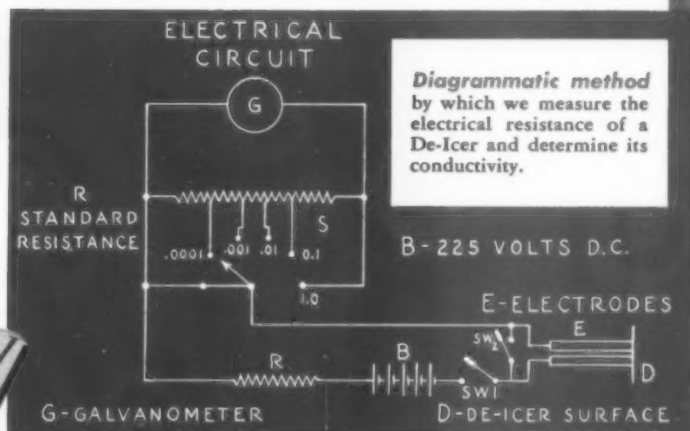 ELECTRICAL
CIRCUIT
G
Diagrammatic method
by which we measure the
electrical resistance of a
De-Icer and determine its
conductivity.
R
STANDARD
RESISTANCE
S
.0001
.001
.01
0.1
1.0
B-225 VOLTS D.C.
E-ELECTRODES
SW2
E
R
B
SW1
D
G-GALVANOMETER
D-DE-ICER SURFACE